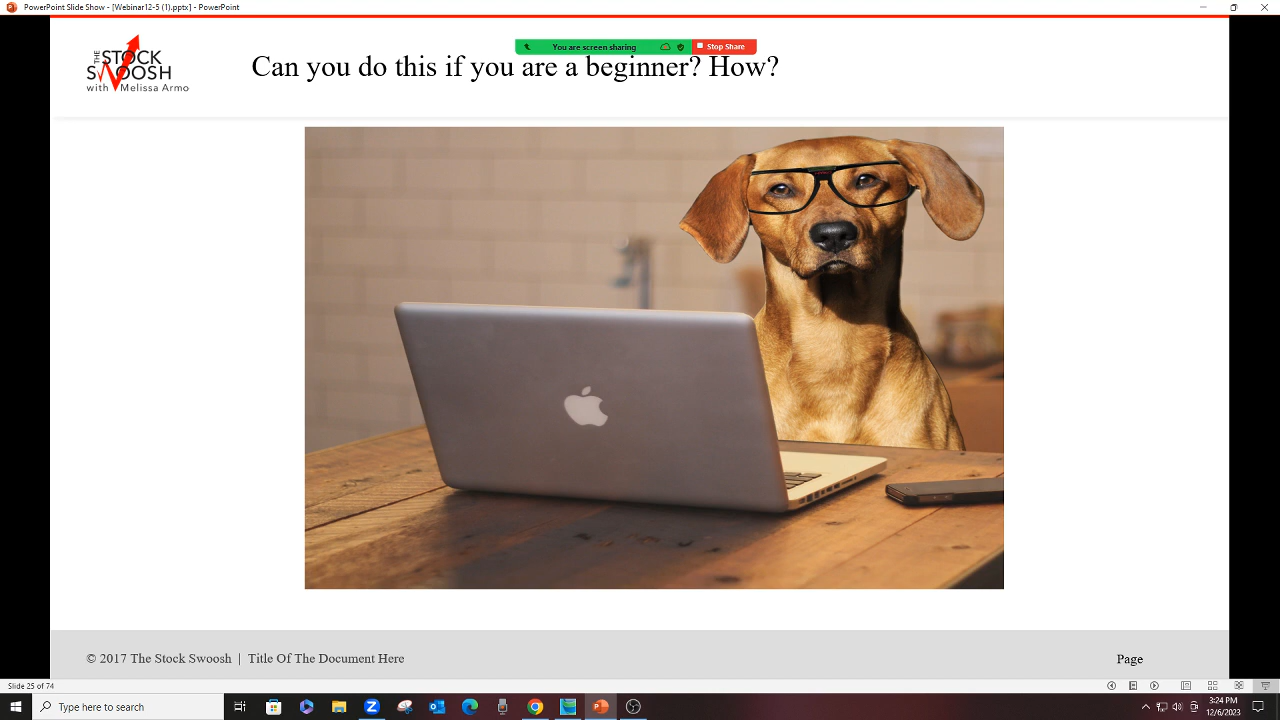 PowerPoint Slide Show - [Webinar12-5 (1).pptx] - PowerPoint
You are screen sharing
Stop Share
THE STOCK
SWOOSH
with Melissa Armo
Can you do this if you are a beginner? How?
© 2017 The Stock Swoosh | Title Of The Document Here
Page
Slide 25 of 74
Type here to search
3:24 PM
12/6/2023